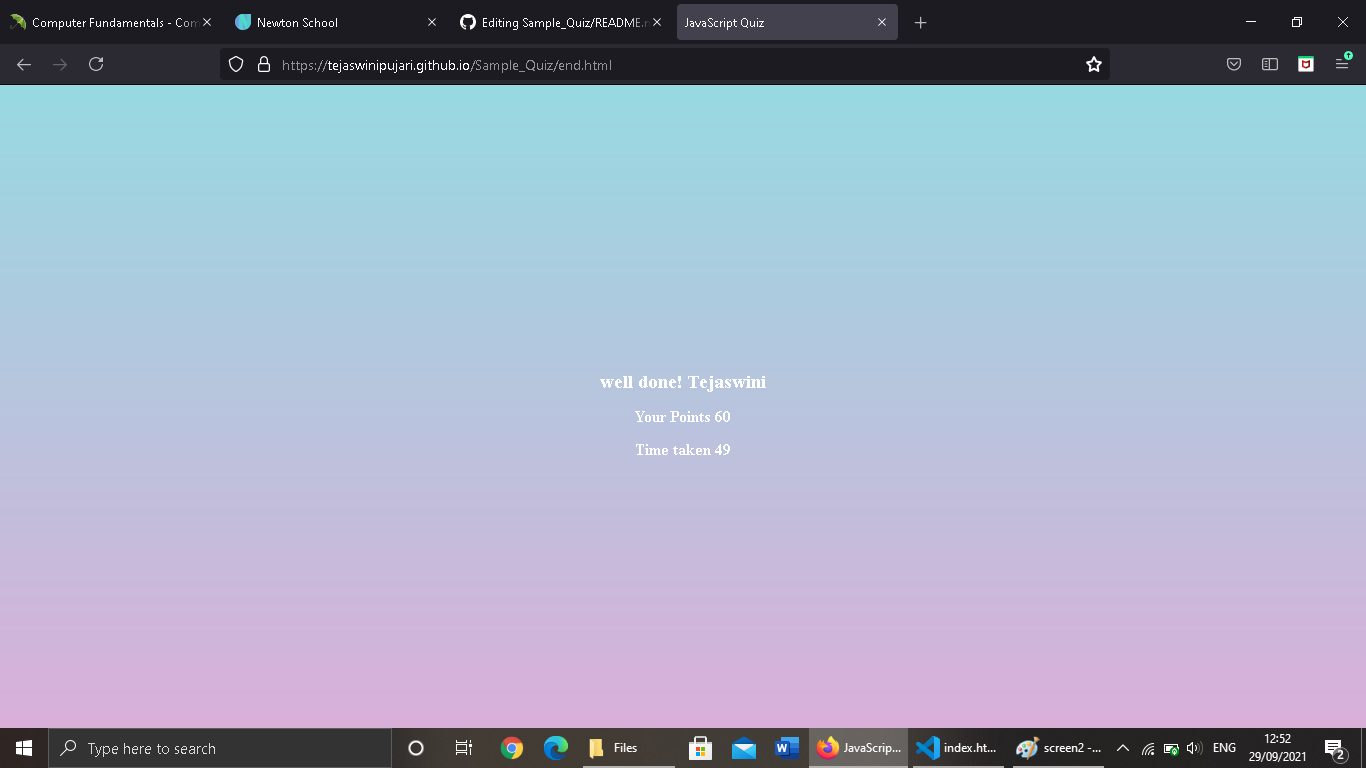 Computer Fundamentals - Com
Newton School
Editing Sample_Quiz/README.m
JavaScript Quiz
https://tejaswinipujari.github.io/Sample_Quiz/end.html
well done! Tejaswini
Your Points 60
Time taken 49
Type here to search
Files
JavaScrip...
index.ht...
screen2 -...
ENG
12:52
29/09/2021
2